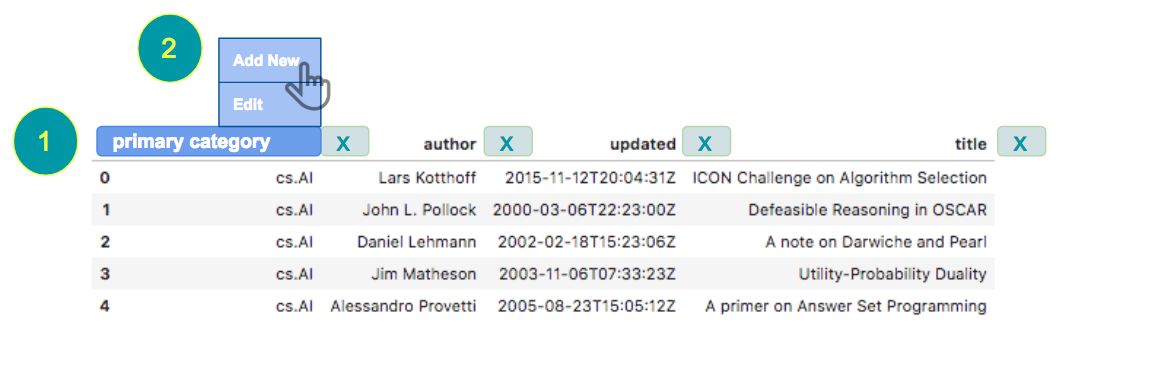 2
Add New
Edit
1
primary category X author X updated X title X
0 cs.AI Lars Kotthoff 2015-11-12T20:04:31Z ICON Challenge on Algorithm Selection
1 cs.AI John L. Pollock 2000-03-06T22:23:00Z Defeasible Reasoning in OSCAR
2 cs.AI Daniel Lehmann 2002-02-18T15:23:06Z A note on Darwiche and Pearl
3 cs.AI Jim Matheson 2003-11-06T07:33:23Z Utility-Probability Duality
4 cs.AI Alessandro Provetti 2005-08-23T15:05:12Z A primer on Answer Set Programming